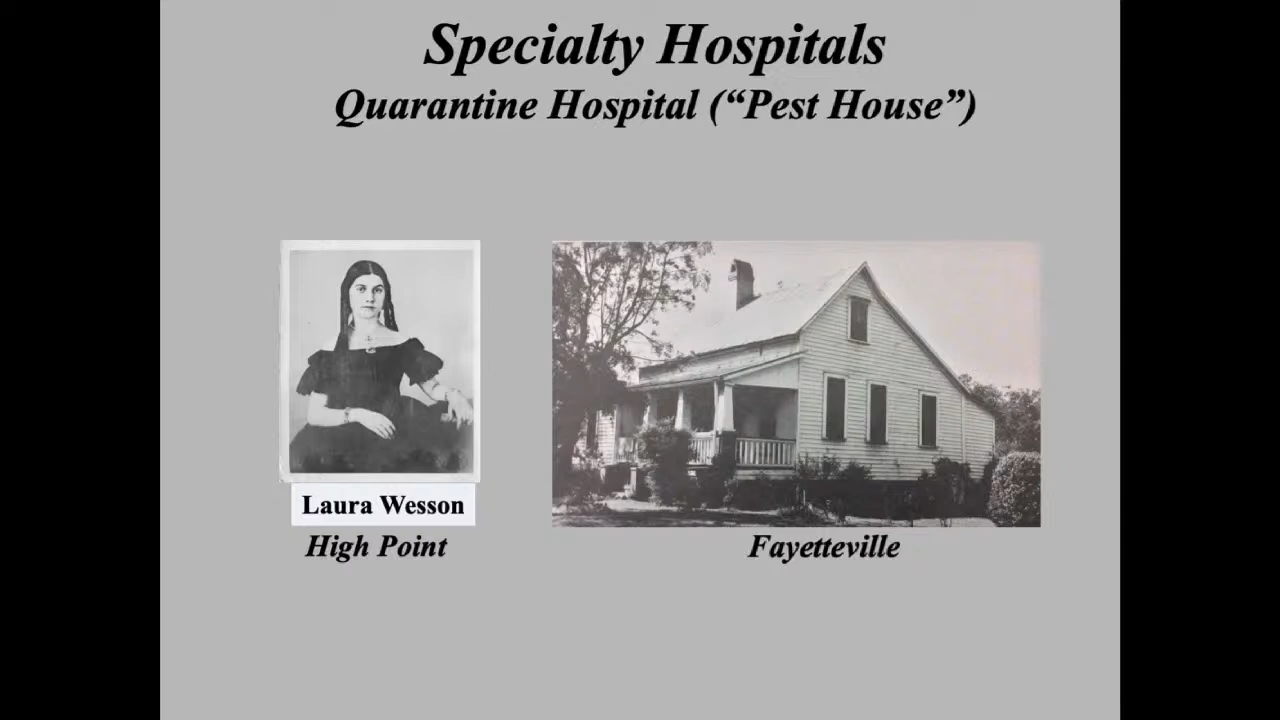 Specialty Hospitals
Quarantine Hospital (“Pest House”)
Laura Wesson
High Point
Fayetteville